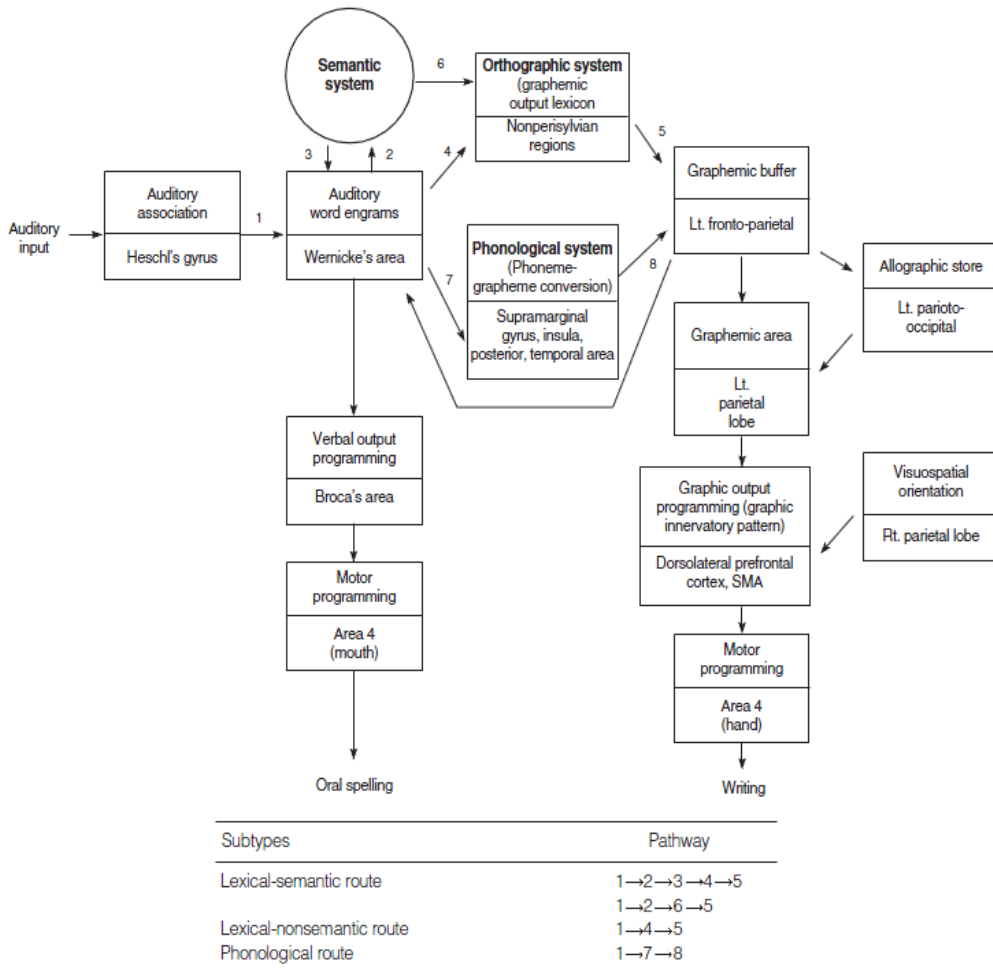 Semantic
system
6
Orthographic system
(graphemic
output lexicon
Nonperisylvian
regions
3
2
4
5
Auditory
input
Auditory
association
Heschl's gyrus
1
Auditory
word engrams
Wernicke's area
7
Phonological system
(Phoneme-
grapheme conversion)
Supramarginal
gyrus, insula,
posterior, temporal area
8
Graphemic buffer
Lt. fronto-parietal
Allographic store
Lt. parioto-
occipital
Graphemic area
Lt.
parietal
lobe
Verbal output
programming
Broca's area
Graphic output
programming (graphic
innervatory pattern)
Dorsolateral prefrontal
cortex, SMA
Visuospatial
orientation
Rt. parietal lobe
Motor
programming
Area 4
(mouth)
Motor
programming
Area 4
(hand)
Oral spelling
Writing
Subtypes Pathway
Lexical-semantic route 1→2→3→4→5
1→2→6→5
Lexical-nonsemantic route 1→4→5
Phonological route 1→7→8